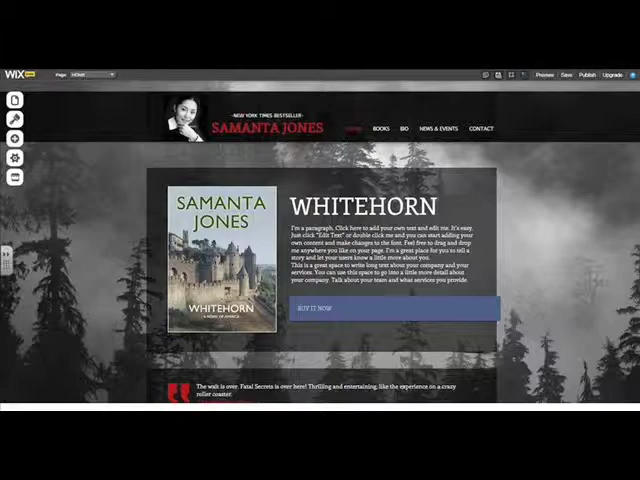 WiX
Page: HOME
Preview Save Publish Upgrade
-NEW YORK TIMES BESTSELLER-
SAMANTA JONES
HOME BOOKS BIO NEWS & EVENTS CONTACT
SAMANTA
JONES
WHITEHORN
A NOVEL OF AMERICA
WHITEHORN
I'm a paragraph. Click here to add your own text and edit me. It's easy.
Just click "Edit Text" or double click me and you can start adding your
own content and make changes to the font. Feel free to drag and drop
me anywhere you like on your page. I'm a great place for you to tell a
story and let your users know a little more about you.
This is a great space to write long text about your company and your
services. You can use this space to go into a little more detail about
your company. Talk about your team and what services you provide.
BUY IT NOW
The wait is over. Fatal Secrets is over here! Thrilling and entertaining, like the experience on a crazy
roller coaster.